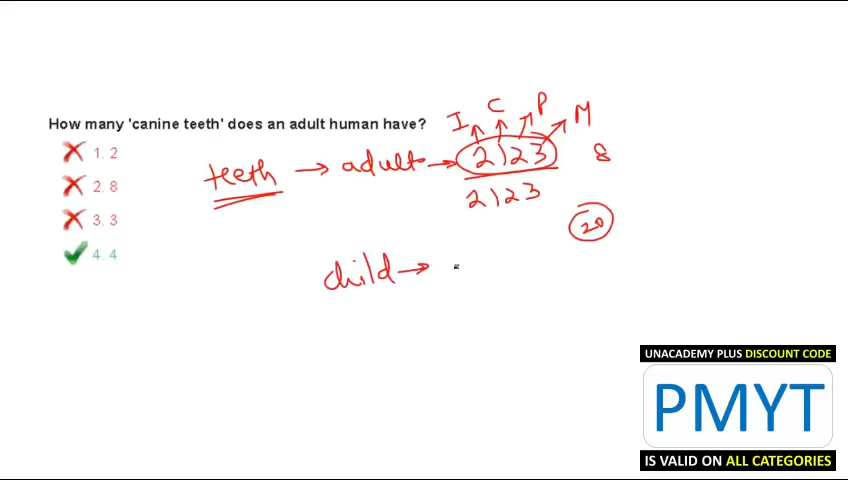 I C P M
How many 'canine teeth' does an adult human have?
1. 2
teeth → adult → 2123 8
2. 8
2123
3. 3
20
4. 4
child →
UNACADEMY PLUS DISCOUNT CODE
PMYT
IS VALID ON ALL CATEGORIES